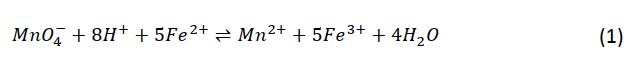 MnO₄⁻ + 8H⁺ + 5Fe²⁺ ⇌ Mn²⁺ + 5Fe³⁺ + 4H₂O (1)